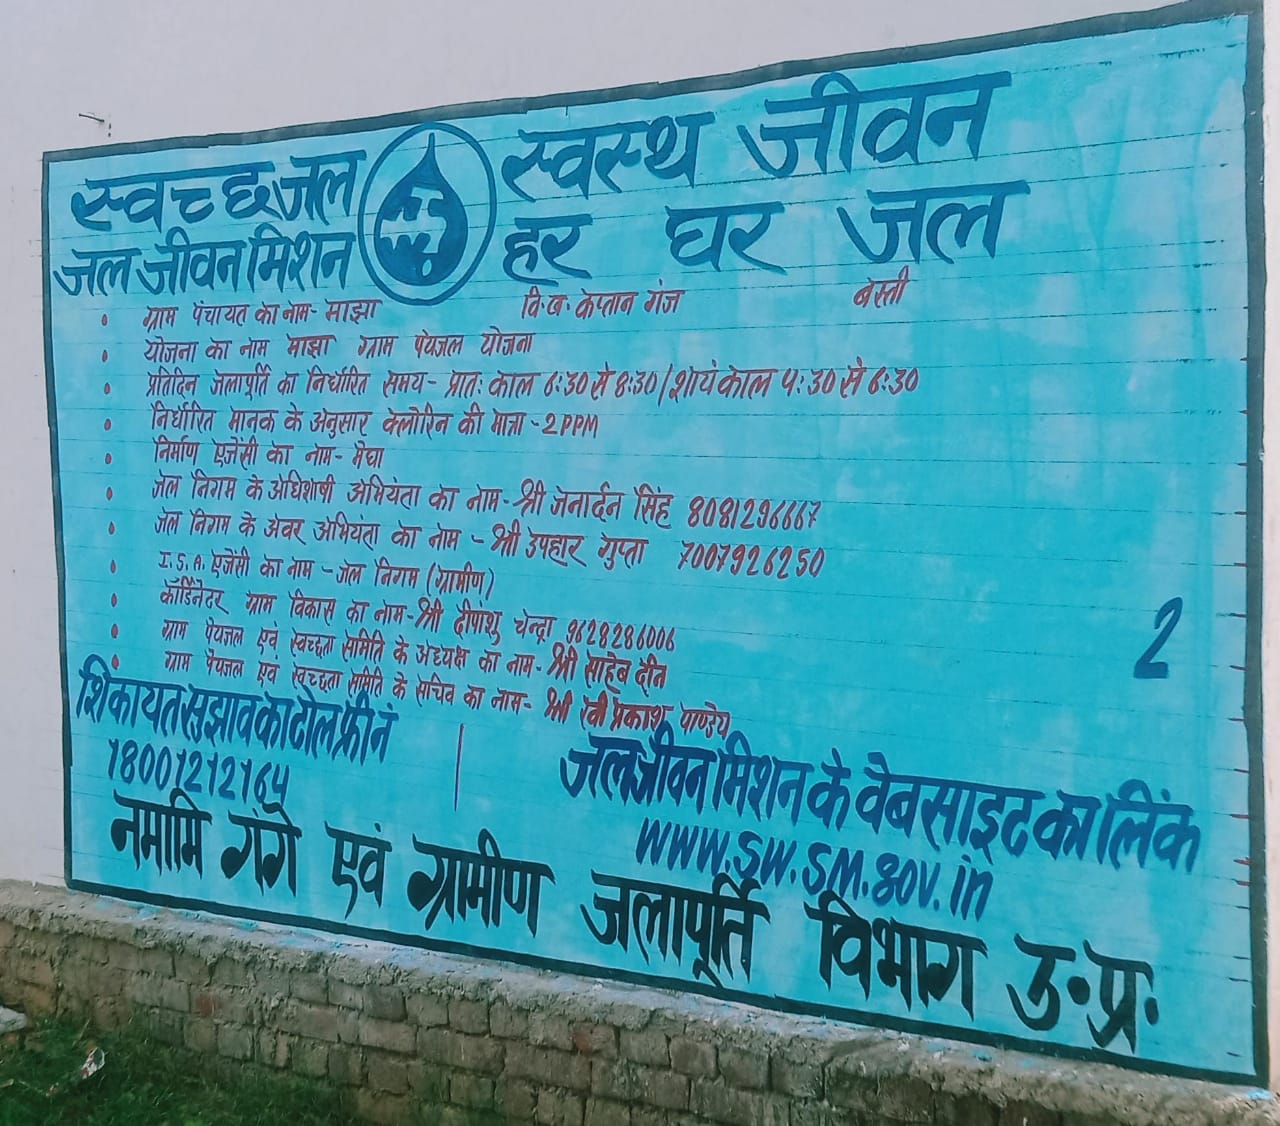 स्वच्छ जल स्वस्थ जीवन
जल जीवन मिशन हर घर जल
• ग्राम पंचायत का नाम- माझा वि.ख. केप्तान गंज बस्ती
• योजना का नाम माझा ग्राम पेयजल योजना
• प्रतिदिन जलापूर्ति का निर्धारित समय- प्रात: काल 6:30 से 8:30/शायं काल 4:30 से 6:30
• निर्धारित मानक के अनुसार क्लोरिन की मात्रा - 2 PPM
• निर्माण एजेंसी का नाम- मेघा
• जल निगम के अधिशाषी अभियंता का नाम- श्री जनार्दन सिंह 8081296667
• जल निगम के अवर अभियंता का नाम - श्री उपहार गुप्ता 7007926250
• I.S.A. एजेंसी का नाम - जल निगम (ग्रामीण)
• कॉर्डिनेटर ग्राम विकास का नाम- श्री दीपांशु चन्द्रा 9628286006
• ग्राम पेयजल एवं स्वच्छता समिति के अध्यक्ष का नाम- श्री साहेब दीन
• ग्राम पेयजल एवं स्वच्छता समिति के सचिव का नाम- श्री रवी प्रकाश पाण्डेय
2
शिकायत सुझाव का टोल फ्री नं
18001212164
जल जीवन मिशन के वेबसाइट का लिंक
WWW.SW.SM.gov.in
नमामि गंगे एवं ग्रामीण जलापूर्ति विभाग उ.प्र.